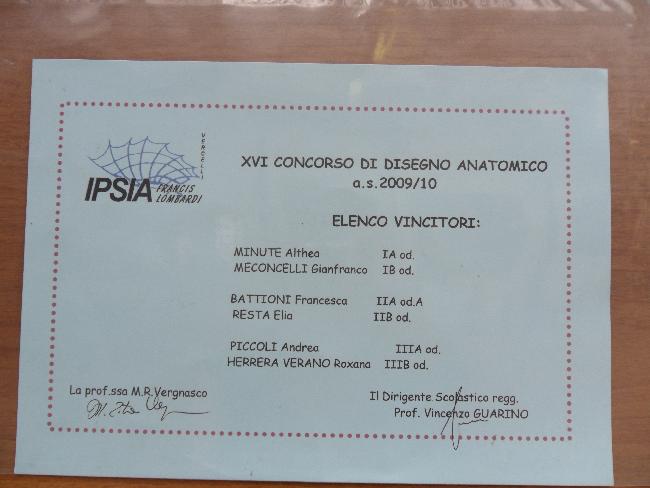 VERCELLI
IPSIA FRANCIS
LOMBARDI
XVI CONCORSO DI DISEGNO ANATOMICO
a.s.2009/10
ELENCO VINCITORI:
MINUTE Althea IA od.
MECONCELLI Gianfranco IB od.
BATTIONI Francesca IIA od.A
RESTA Elia IIB od.
PICCOLI Andrea IIIA od.
HERRERA VERANO Roxana IIIB od.
La prof.ssa M.R.Vergnasco
Il Dirigente Scolastico regg.
Prof. Vincenzo GUARINO